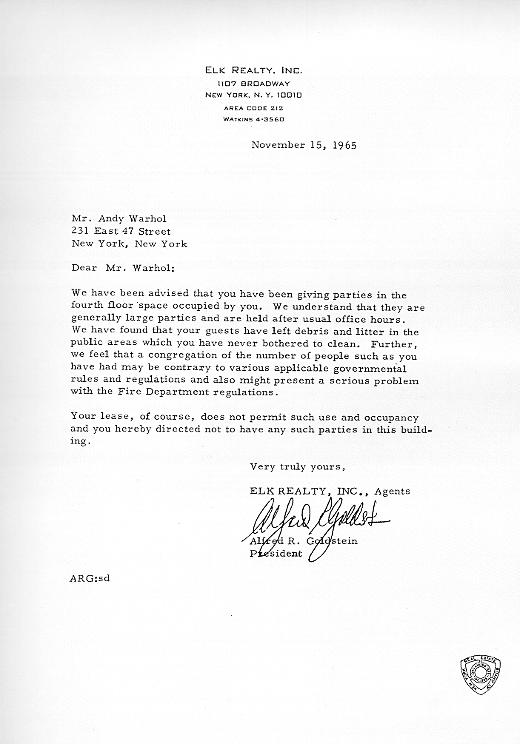 ELK REALTY, INC.
1107 BROADWAY
NEW YORK, N. Y. 10010
AREA CODE 212
WATKINS 4-3560
November 15, 1965
Mr. Andy Warhol
231 East 47 Street
New York, New York
Dear Mr. Warhol:
We have been advised that you have been giving parties in the
fourth floor space occupied by you. We understand that they are
generally large parties and are held after usual office hours.
We have found that your guests have left debris and litter in the
public areas which you have never bothered to clean. Further,
we feel that a congregation of the number of people such as you
have had may be contrary to various applicable governmental
rules and regulations and also might present a serious problem
with the Fire Department regulations.
Your lease, of course, does not permit such use and occupancy
and you hereby directed not to have any such parties in this build-
ing.
Very truly yours,
ELK REALTY, INC., Agents
Alfred R. Goldstein
President
ARG:sd